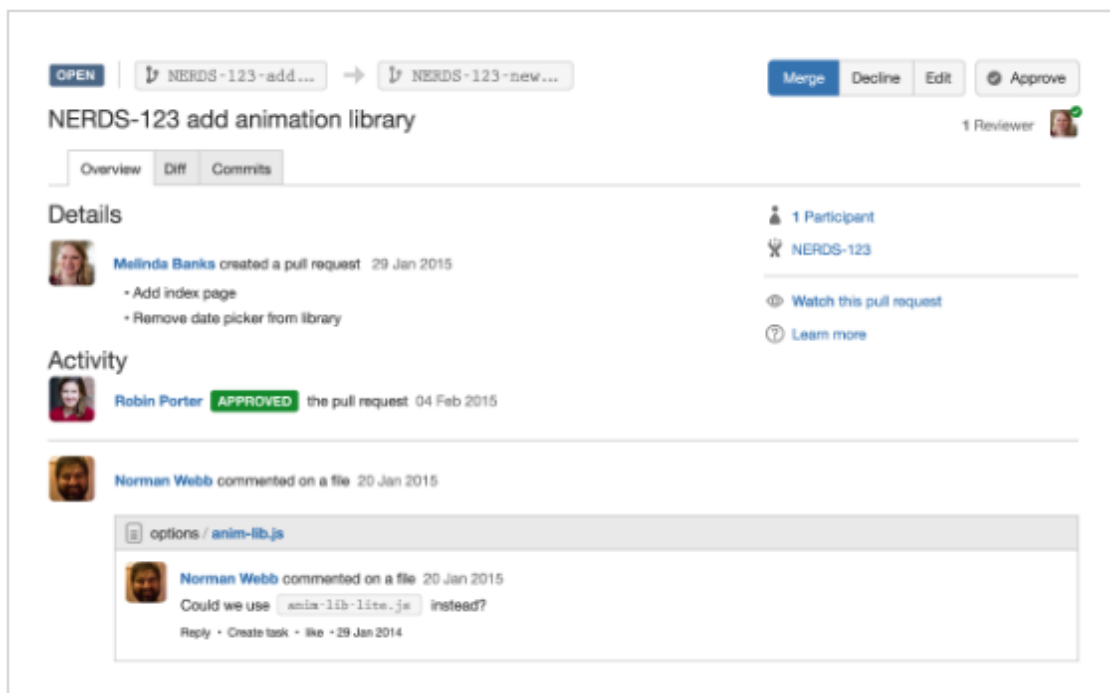 OPEN NERDS-123-add... → NERDS-123-new... Merge Decline Edit Approve
NERDS-123 add animation library
1 Reviewer
Overview Diff Commits
Details
1 Participant
Melinda Banks created a pull request 29 Jan 2015
NERDS-123
• Add index page
Watch this pull request
• Remove date picker from library
Learn more
Activity
Robin Porter APPROVED the pull request 04 Feb 2015
Norman Webb commented on a file 20 Jan 2015
options / anim-lib.js
Norman Webb commented on a file 20 Jan 2015
Could we use anim-lib-lite.js instead?
Reply • Create task • like • 29 Jan 2014